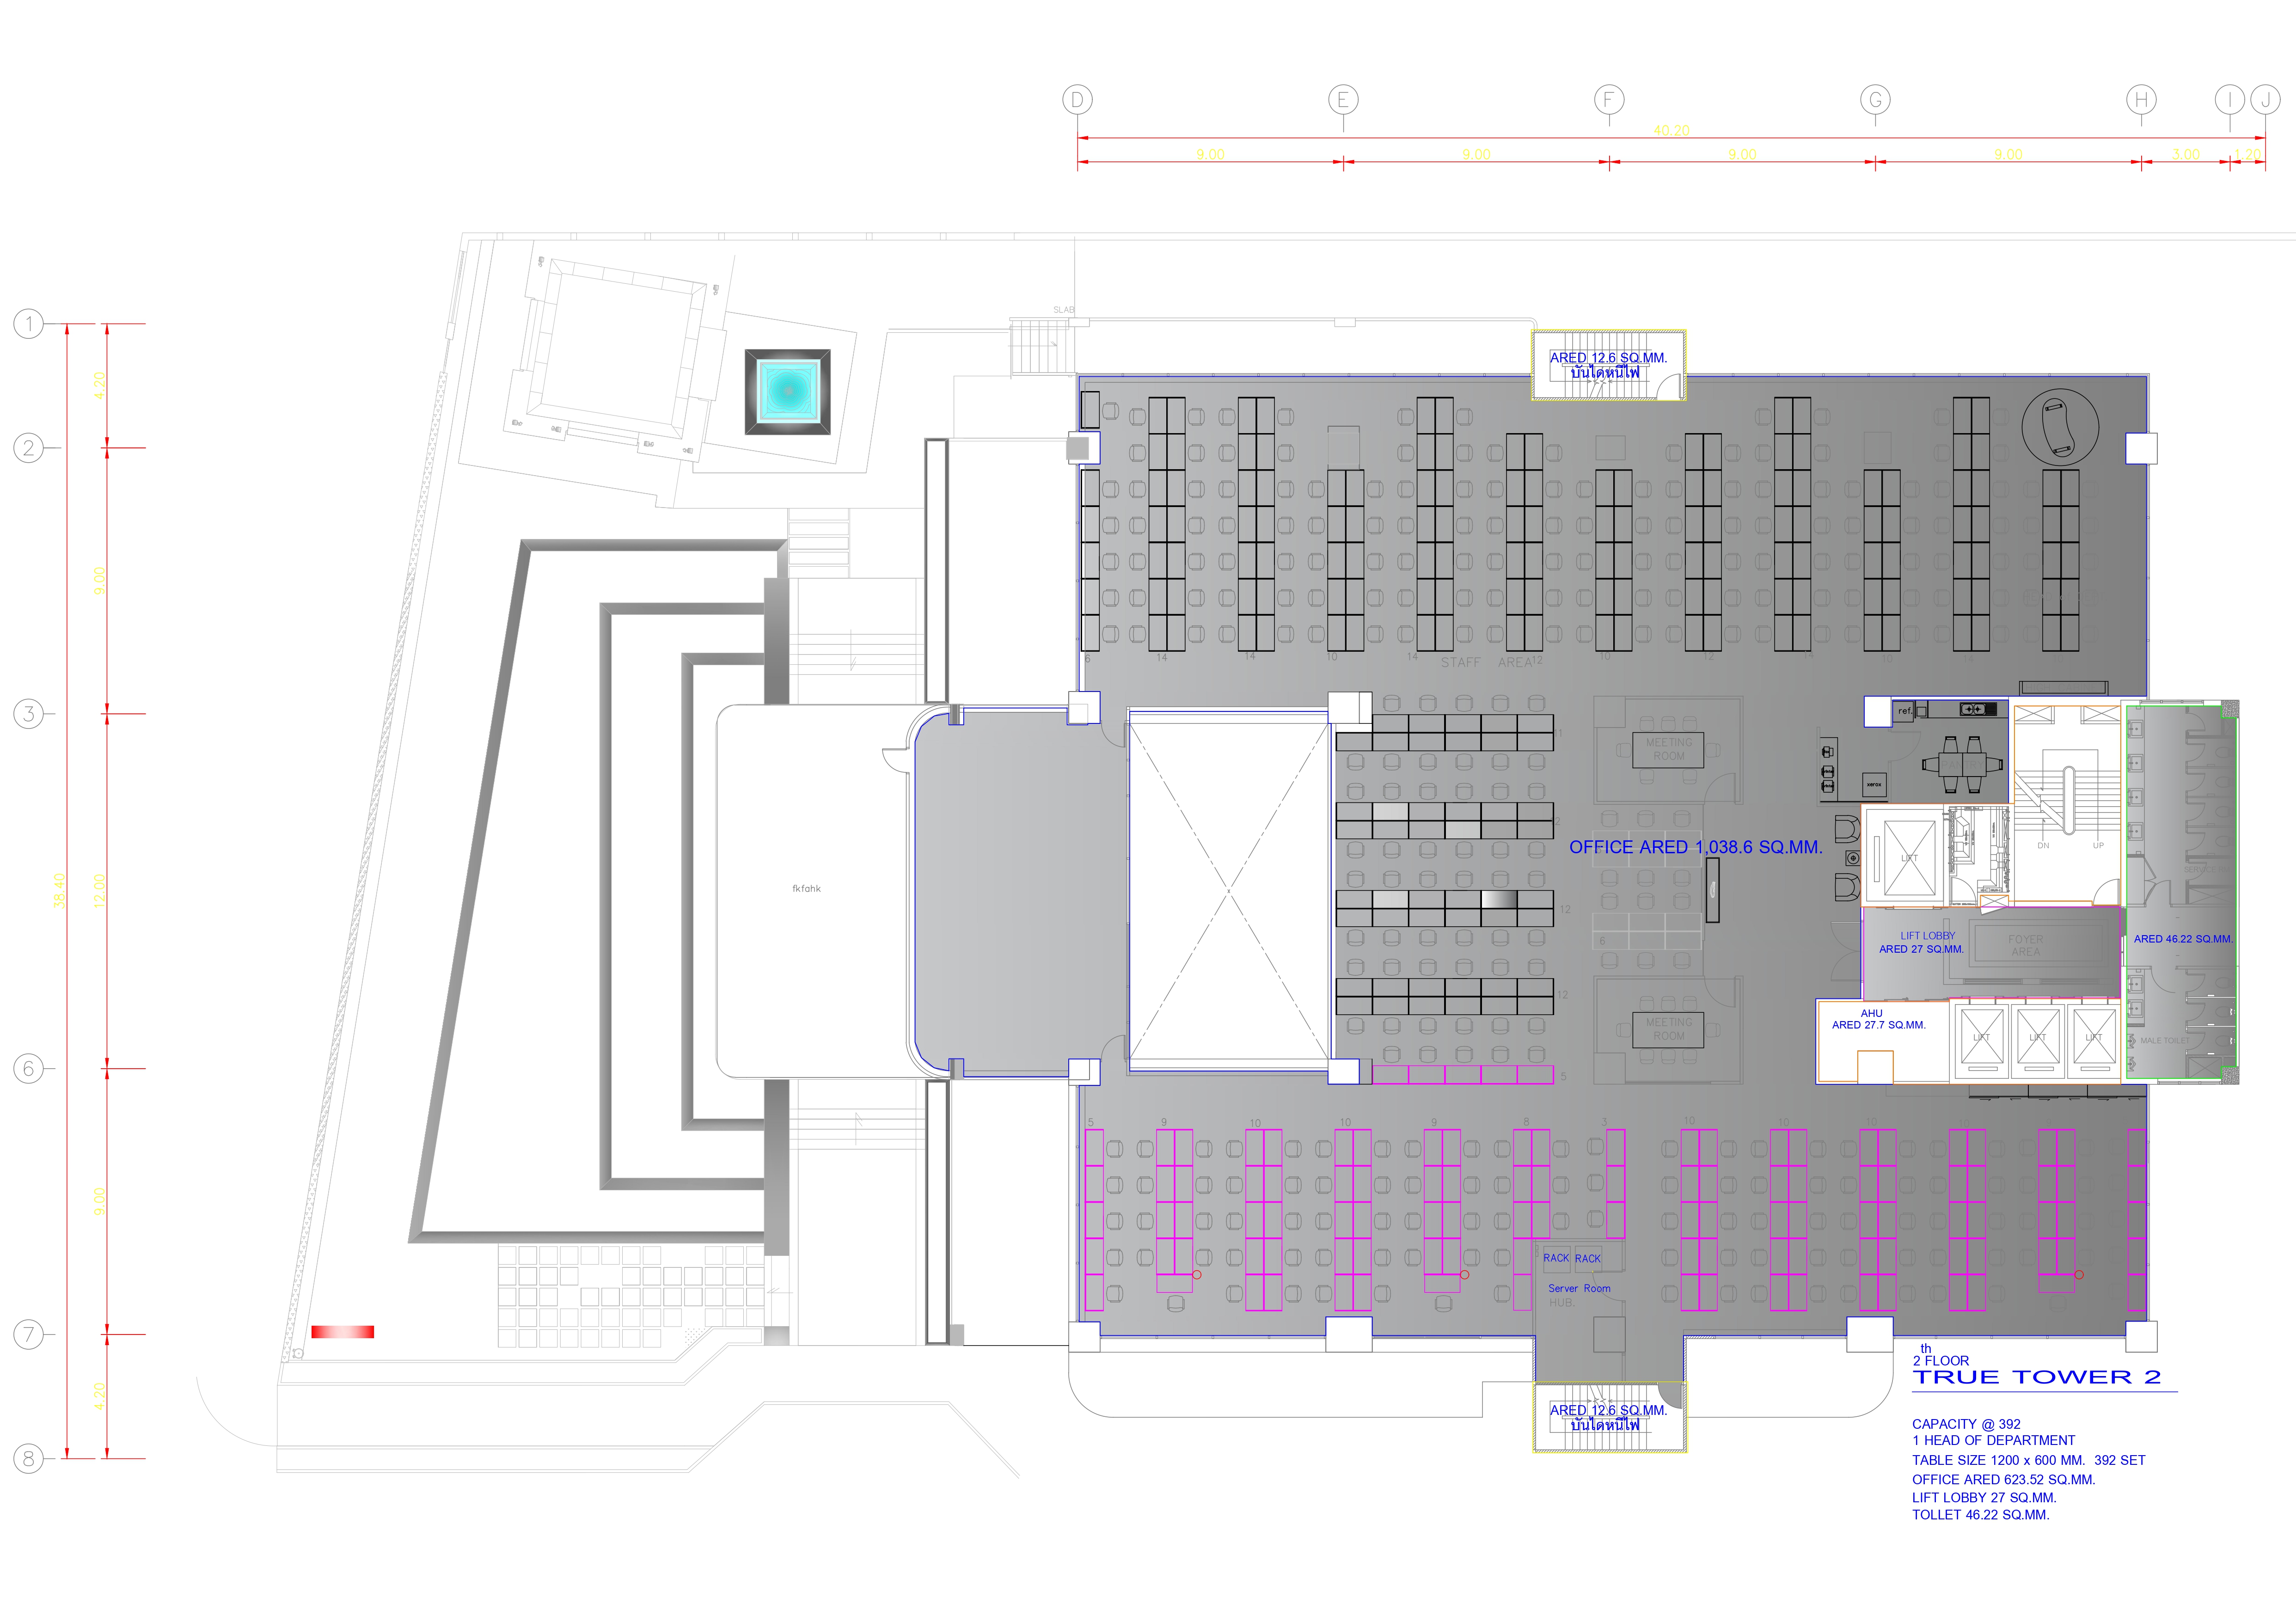 D E F G H I J
40.20
9.00 9.00 9.00 9.00 3.00 1.20
1
2
3
6
7
8
38.40
4.20
9.00
12.00
9.00
4.20
SLAB
ARED 12.6 SQ.MM.
บันไดหนีไฟ
6 14 14 10 14 12 10 12 14 10 14
STAFF AREA
ref.
11
MEETING
ROOM
xerox
12
OFFICE ARED 1,038.6 SQ.MM.
LIFT
DN UP
fkfahk
12
6
LIFT LOBBY
ARED 27 SQ.MM.
FOYER
AREA
ARED 46.22 SQ.MM.
12
MEETING
ROOM
AHU
ARED 27.7 SQ.MM.
LIFT LIFT LIFT
MALE TOILET
5
5 9 10 10 9 8 3 10 10 10 10
RACK RACK
Server Room
HUB.
ARED 12.6 SQ.MM.
บันไดหนีไฟ
th
2 FLOOR
TRUE TOWER 2
CAPACITY @ 392
1 HEAD OF DEPARTMENT
TABLE SIZE 1200 x 600 MM. 392 SET
OFFICE ARED 623.52 SQ.MM.
LIFT LOBBY 27 SQ.MM.
TOLLET 46.22 SQ.MM.